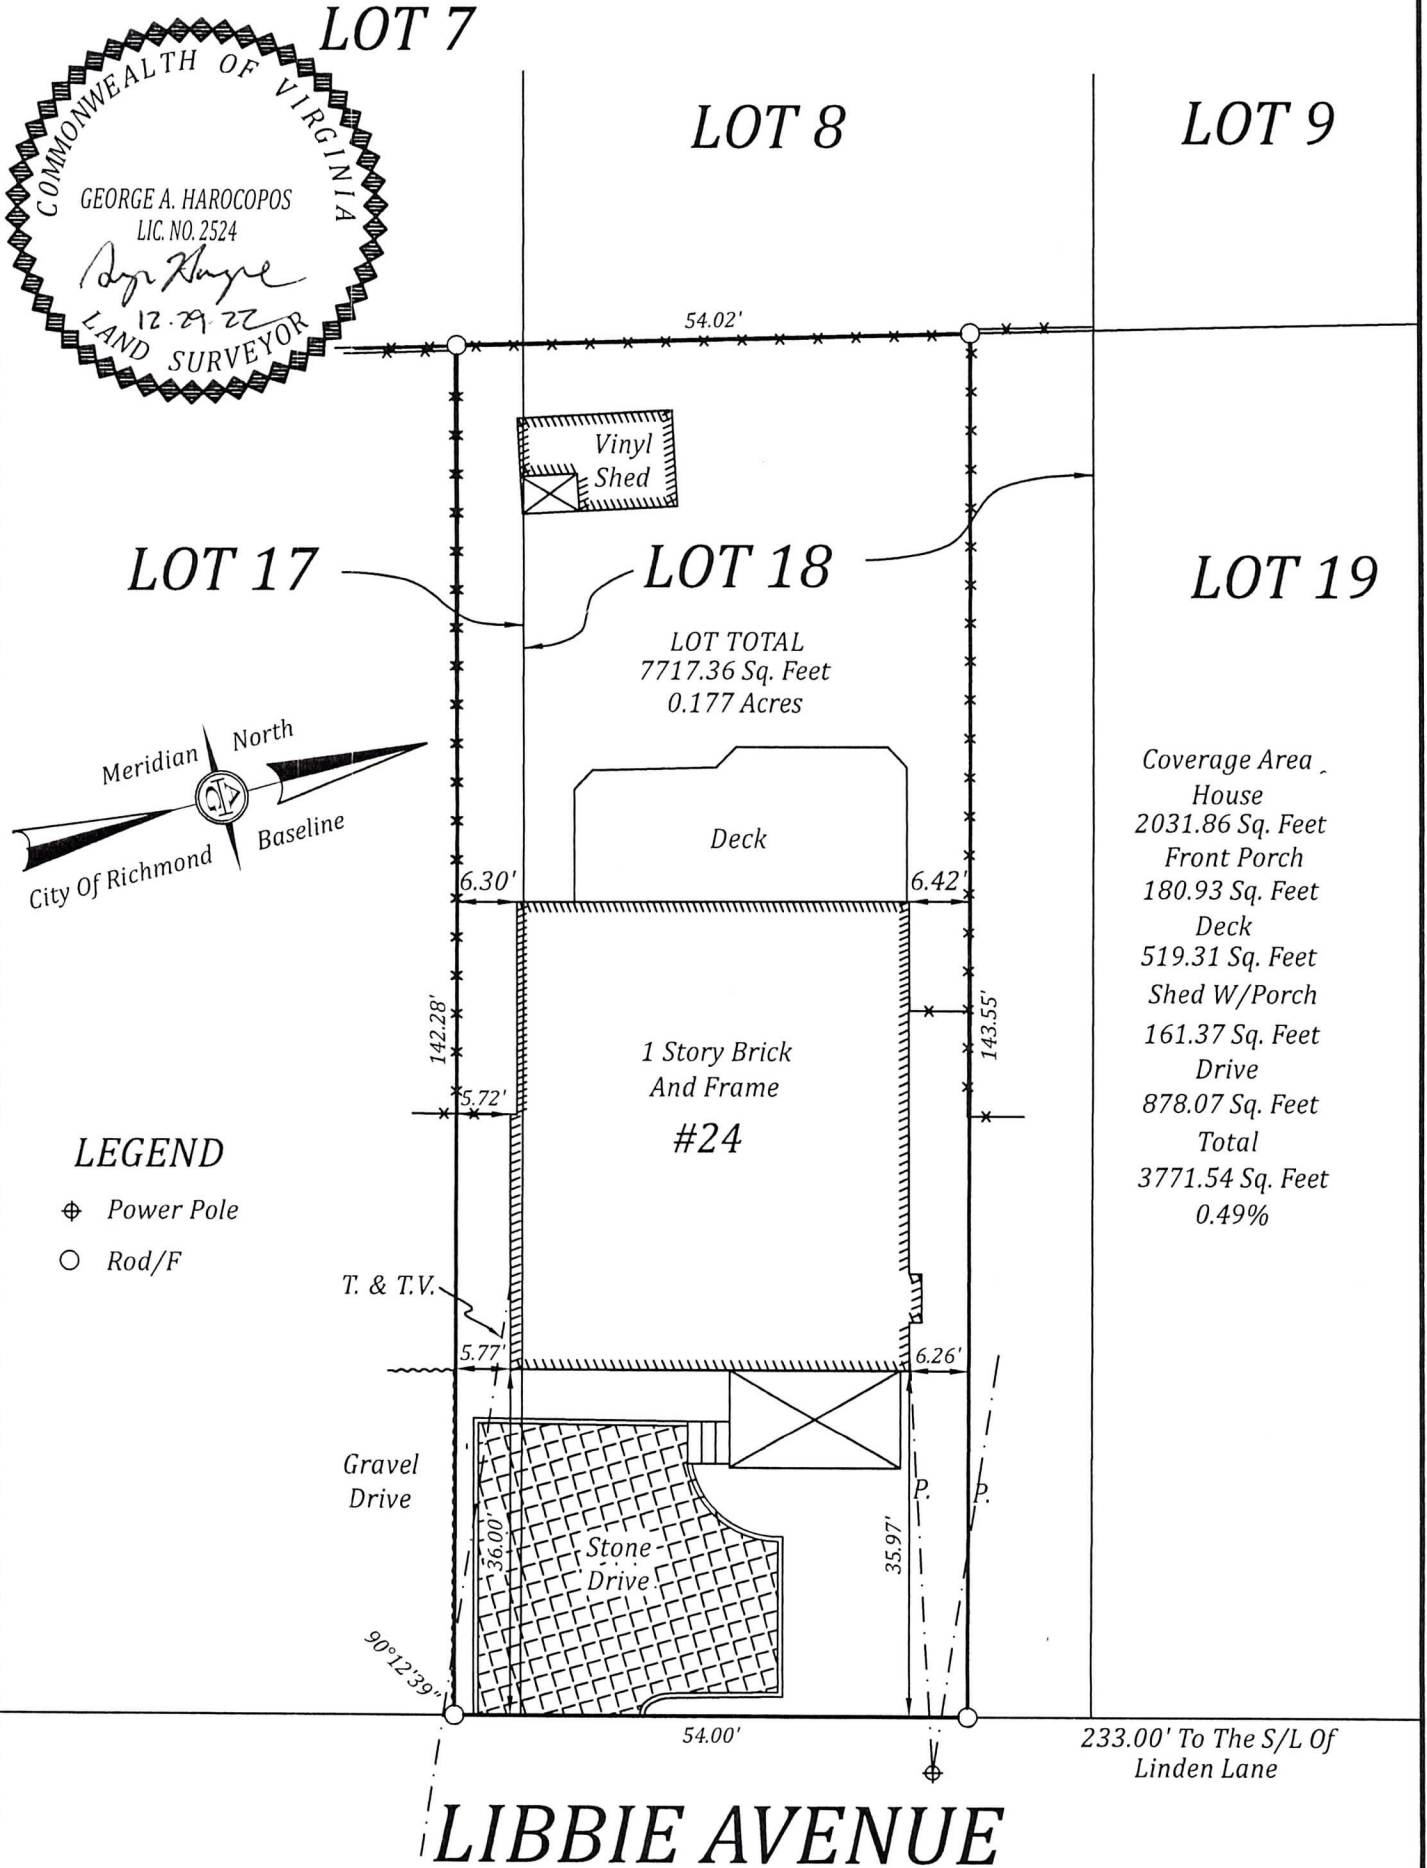 LOT 7
LOT 8
LOT 9
COMMONWEALTH OF VIRGINIA
GEORGE A. HAROCOPOS
LIC. NO. 2524
12.29.22
LAND SURVEYOR
54.02'
Vinyl
Shed
LOT 17
LOT 18
LOT 19
LOT TOTAL
7717.36 Sq. Feet
0.177 Acres
Meridian North
City Of Richmond Baseline
Deck
6.30'
6.42'
Coverage Area
House
2031.86 Sq. Feet
Front Porch
180.93 Sq. Feet
Deck
519.31 Sq. Feet
Shed W/Porch
161.37 Sq. Feet
Drive
878.07 Sq. Feet
Total
3771.54 Sq. Feet
0.49%
142.28'
143.55'
1 Story Brick
And Frame
#24
5.72'
LEGEND
Power Pole
Rod/F
T. & T.V.
5.77'
6.26'
Gravel
Drive
36.00'
Stone
Drive
35.97'
P.
P.
90°12'39"
54.00'
233.00' To The S/L Of
Linden Lane
LIBBIE AVENUE